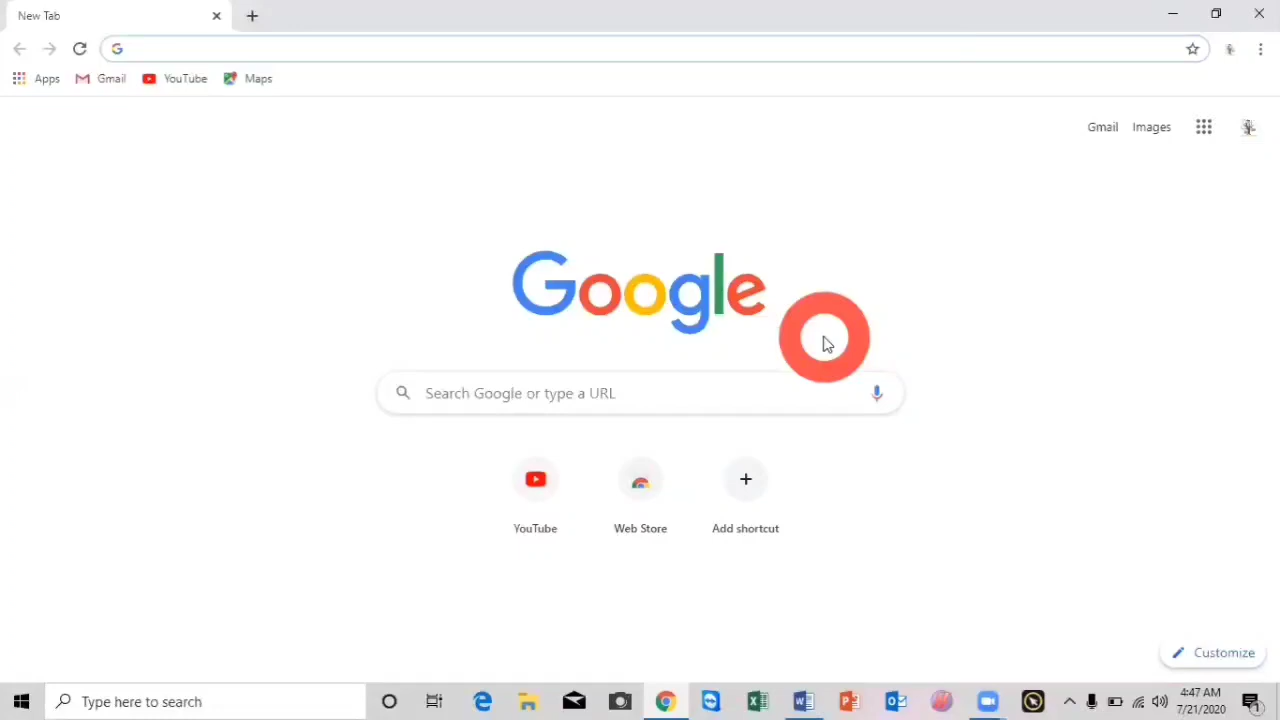 New Tab
Apps Gmail YouTube Maps
Gmail Images
Google
Search Google or type a URL
YouTube Web Store Add shortcut
Customize
Type here to search
4:47 AM
7/21/2020